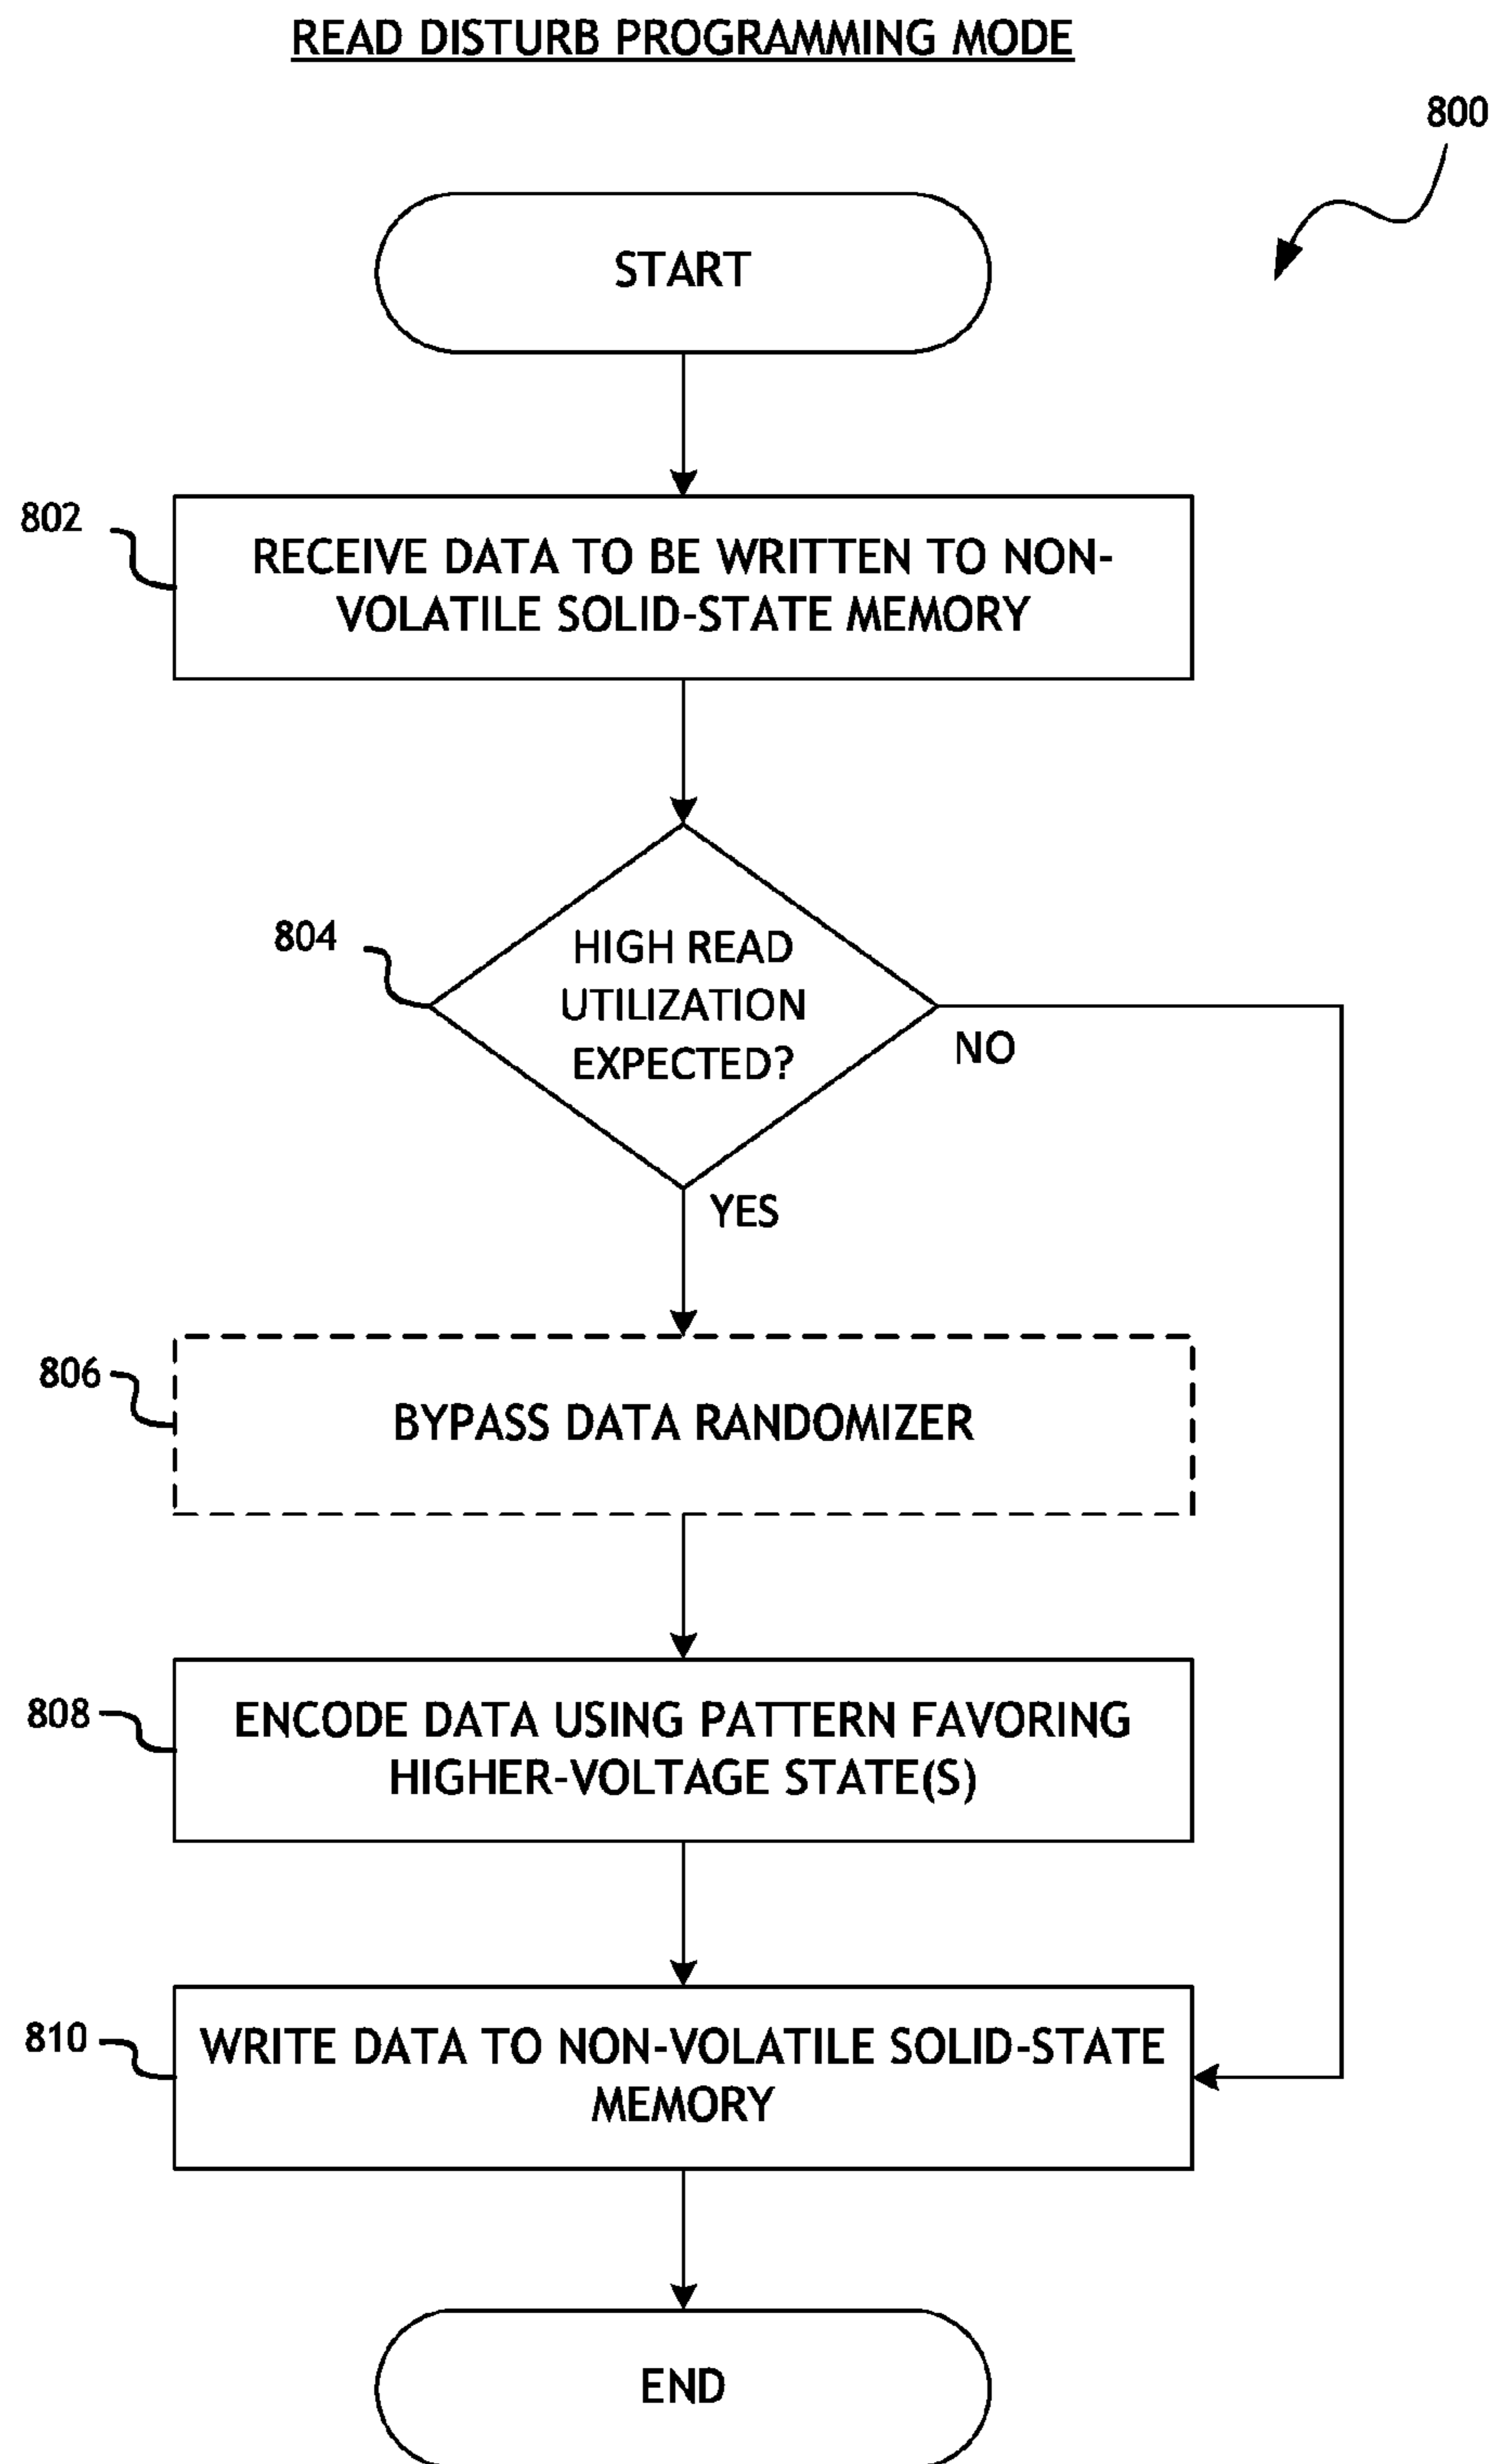 READ DISTURB PROGRAMMING MODE
800
START
802
RECEIVE DATA TO BE WRITTEN TO NON-
VOLATILE SOLID-STATE MEMORY
804
HIGH READ
UTILIZATION
EXPECTED?
NO
YES
806
BYPASS DATA RANDOMIZER
808
ENCODE DATA USING PATTERN FAVORING
HIGHER-VOLTAGE STATE(S)
810
WRITE DATA TO NON-VOLATILE SOLID-STATE
MEMORY
END